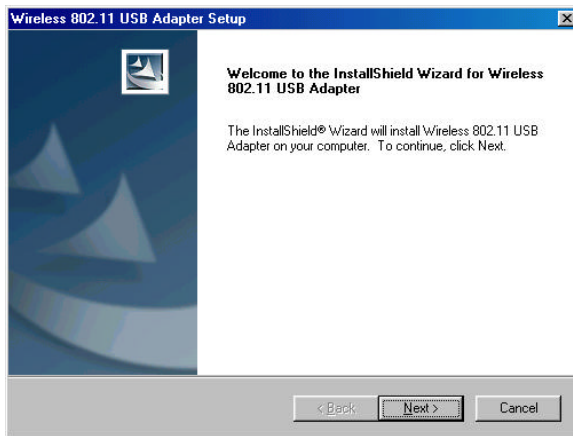 Wireless 802.11 USB Adapter Setup
Welcome to the InstallShield Wizard for Wireless
802.11 USB Adapter
The InstallShield® Wizard will install Wireless 802.11 USB
Adapter on your computer. To continue, click Next.
< Back
Next >
Cancel